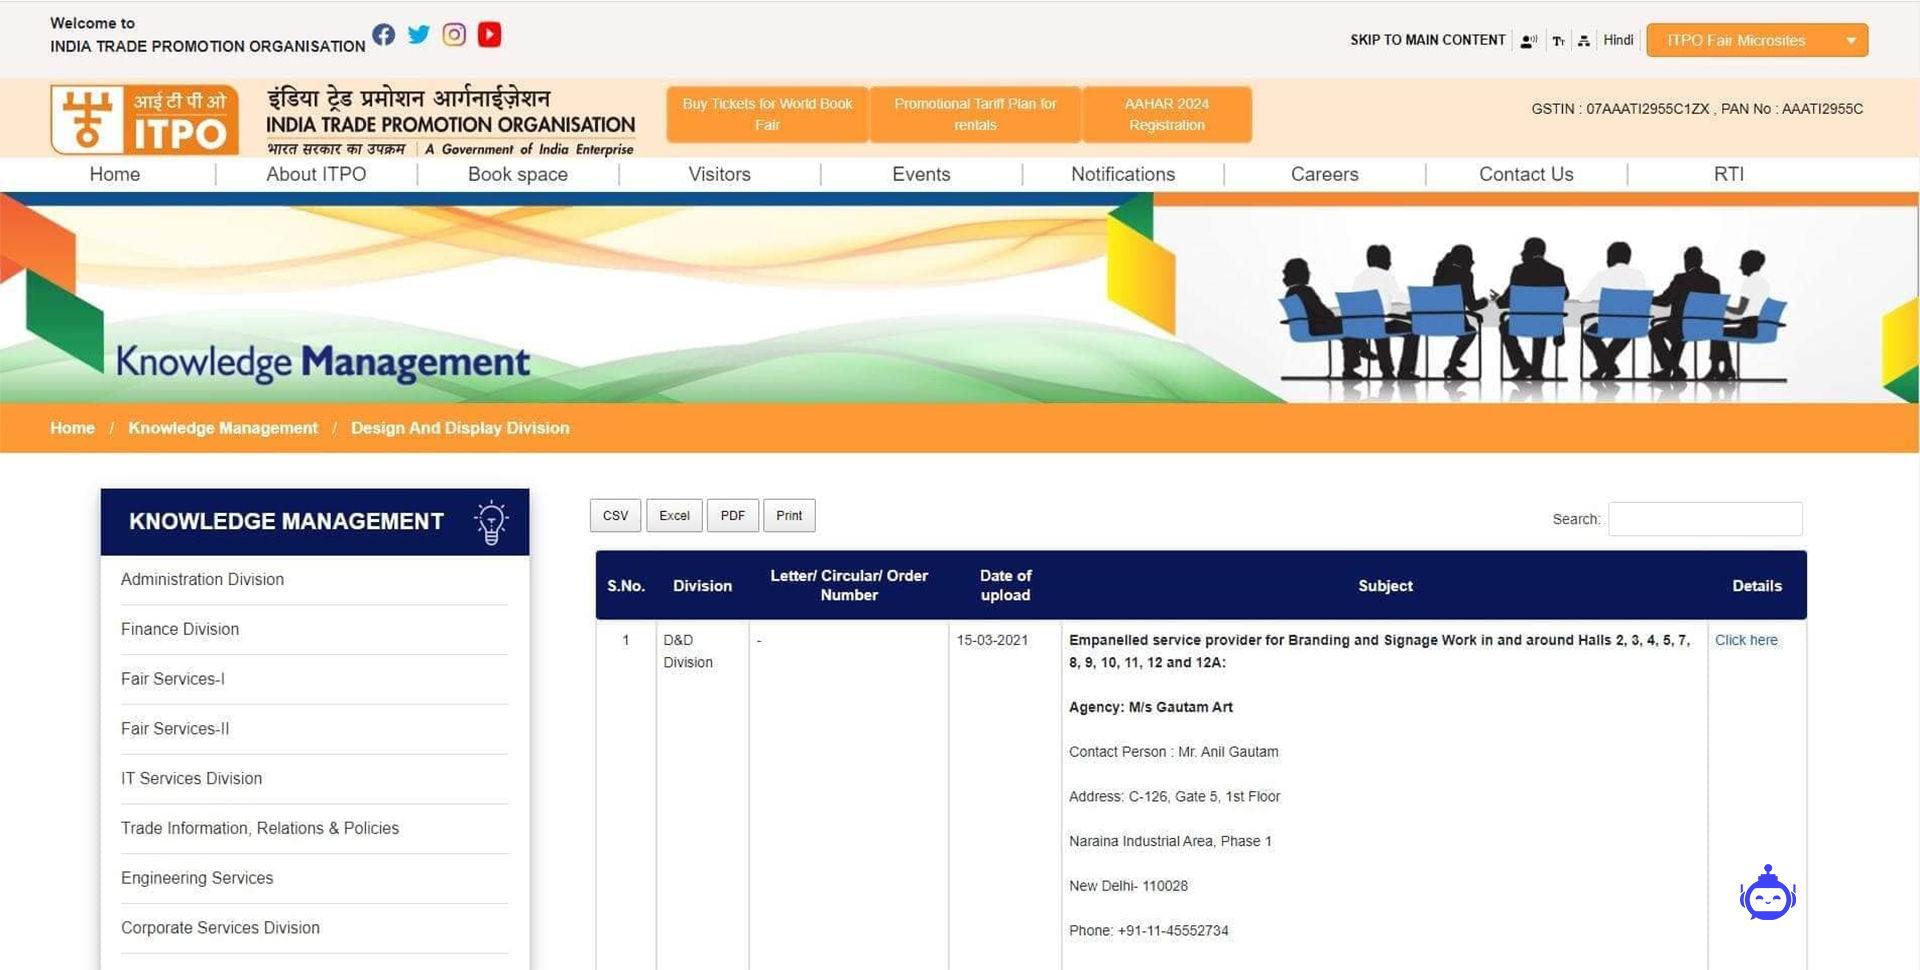 Welcome to
INDIA TRADE PROMOTION ORGANISATION
SKIP TO MAIN CONTENT
Hindi
ITPO Fair Microsites
आई टी पी ओ
ITPO
इंडिया ट्रेड प्रमोशन आर्गनाईज़ेशन
INDIA TRADE PROMOTION ORGANISATION
भारत सरकार का उपक्रम | A Government of India Enterprise
Buy Tickets for World Book
Fair
Promotional Tariff Plan for
rentals
AAHAR 2024
Registration
GSTIN : 07AAATI2955C1ZX , PAN No : AAATI2955C
Home
About ITPO
Book space
Visitors
Events
Notifications
Careers
Contact Us
RTI
Knowledge Management
Home / Knowledge Management / Design And Display Division
KNOWLEDGE MANAGEMENT
Administration Division
Finance Division
Fair Services-I
Fair Services-II
IT Services Division
Trade Information, Relations & Policies
Engineering Services
Corporate Services Division
CSV Excel PDF Print
Search:
S.No. Division Letter/ Circular/ Order Number Date of upload Subject Details
1 D&D Division - 15-03-2021
Empanelled service provider for Branding and Signage Work in and around Halls 2, 3, 4, 5, 7,
8, 9, 10, 11, 12 and 12A:
Agency: M/s Gautam Art
Contact Person : Mr. Anil Gautam
Address: C-126, Gate 5, 1st Floor
Naraina Industrial Area, Phase 1
New Delhi- 110028
Phone: +91-11-45552734
Click here